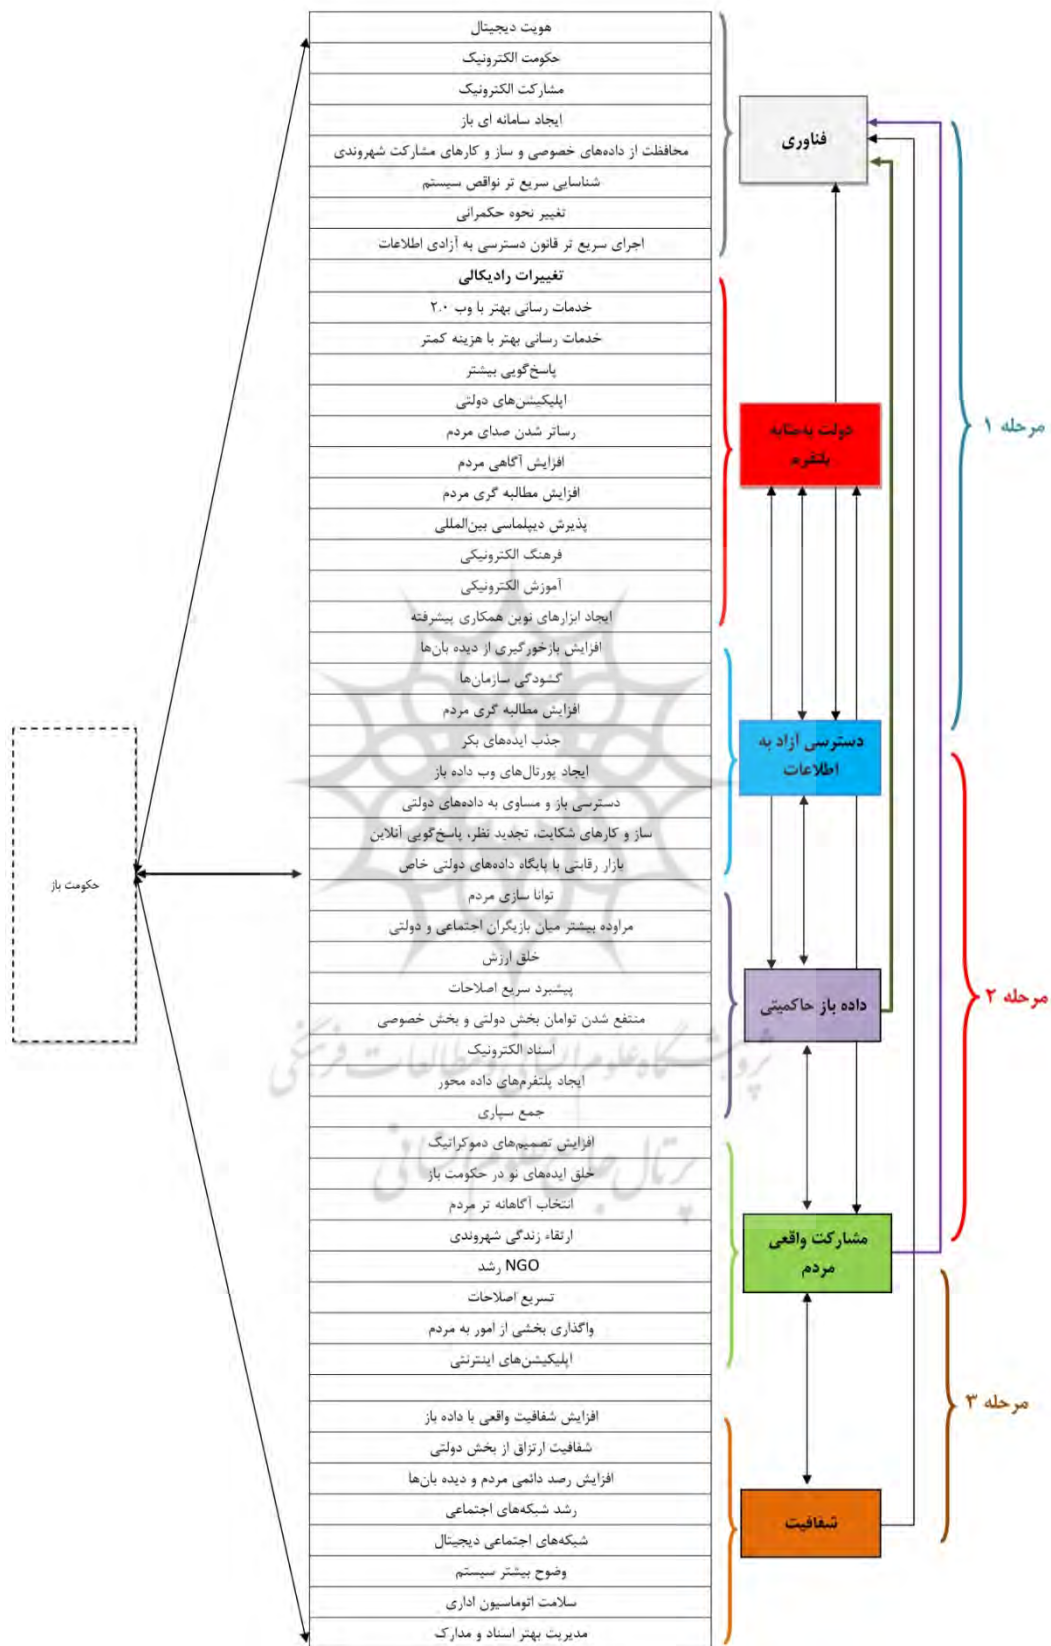 هویت دیجیتال
حکومت الکترونیک
مشارکت الکترونیک
ایجاد سامانه ای باز
محافظت از داده‌های خصوصی و ساز و کارهای مشارکت شهروندی
شناسایی سریع تر نواقص سیستم
تغییر نحوه حکمرانی
اجرای سریع تر قانون دسترسی به آزادی اطلاعات
تغییرات رادیکالی
خدمات رسانی بهتر با وب ۲.۰
خدمات رسانی بهتر با هزینه کمتر
پاسخ‌گویی بیشتر
اپلیکیشن‌های دولتی
رساتر شدن صدای مردم
افزایش آگاهی مردم
افزایش مطالبه گری مردم
پذیرش دیپلماسی بین‌المللی
فرهنگ الکترونیکی
آموزش الکترونیکی
ایجاد ابزارهای نوین همکاری پیشرفته
افزایش بازخورگیری از دیده بان‌ها
گشودگی سازمان‌ها
افزایش مطالبه گری مردم
جذب ایده‌های بکر
ایجاد پورتال‌های وب داده باز
دسترسی باز و مساوی به داده‌های دولتی
ساز و کارهای شکایت، تجدید نظر، پاسخ‌گویی آنلاین
بازار رقابتی با پایگاه داده‌های دولتی خاص
توانا سازی مردم
مراوده بیشتر میان بازیگران اجتماعی و دولتی
خلق ارزش
پیشبرد سریع اصلاحات
منتفع شدن توامان بخش دولتی و بخش خصوصی
اسناد الکترونیک
ایجاد پلتفرم‌های داده محور
جمع سپاری
افزایش تصمیم‌های دموکراتیک
خلق ایده‌های نو در حکومت باز
انتخاب آگاهانه تر مردم
ارتقاء زندگی شهروندی
رشد NGO
تسریع اصلاحات
واگذاری بخشی از امور به مردم
اپلیکیشن‌های اینترنتی
افزایش شفافیت واقعی با داده باز
شفافیت ارتزاق از بخش دولتی
افزایش رصد دائمی مردم و دیده بان‌ها
رشد شبکه‌های اجتماعی
شبکه‌های اجتماعی دیجیتال
وضوح بیشتر سیستم
سلامت اتوماسیون اداری
مدیریت بهتر اسناد و مدارک
فناوری
دولت به‌مثابه
پلتفرم
دسترسی آزاد به
اطلاعات
داده باز حاکمیتی
مشارکت واقعی
مردم
شفافیت
مرحله ۱
مرحله ۲
مرحله ۳
حکومت باز
پژوهشگاه علوم انسانی و مطالعات فرهنگی
پرتال جامع علوم انسانی